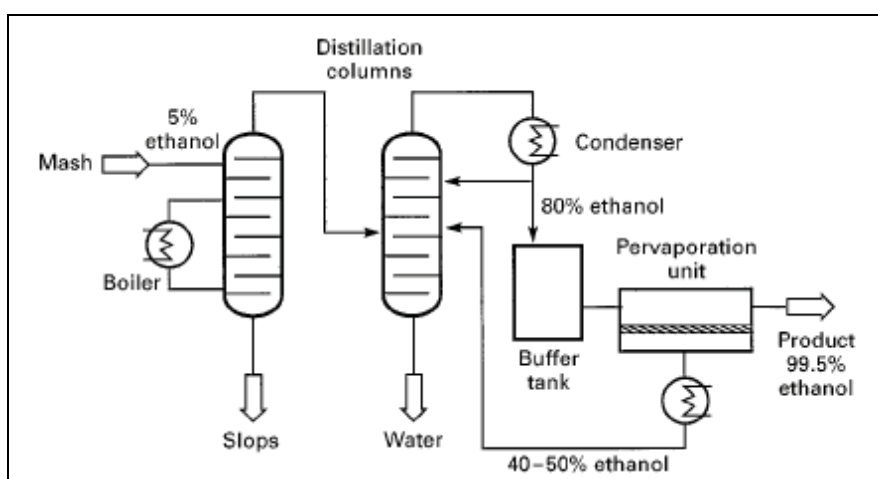 Distillation
columns
5%
ethanol
Mash
Condenser
80% ethanol
Boiler
Pervaporation
unit
Buffer
tank
Product
99.5%
ethanol
Slops
Water
40–50% ethanol